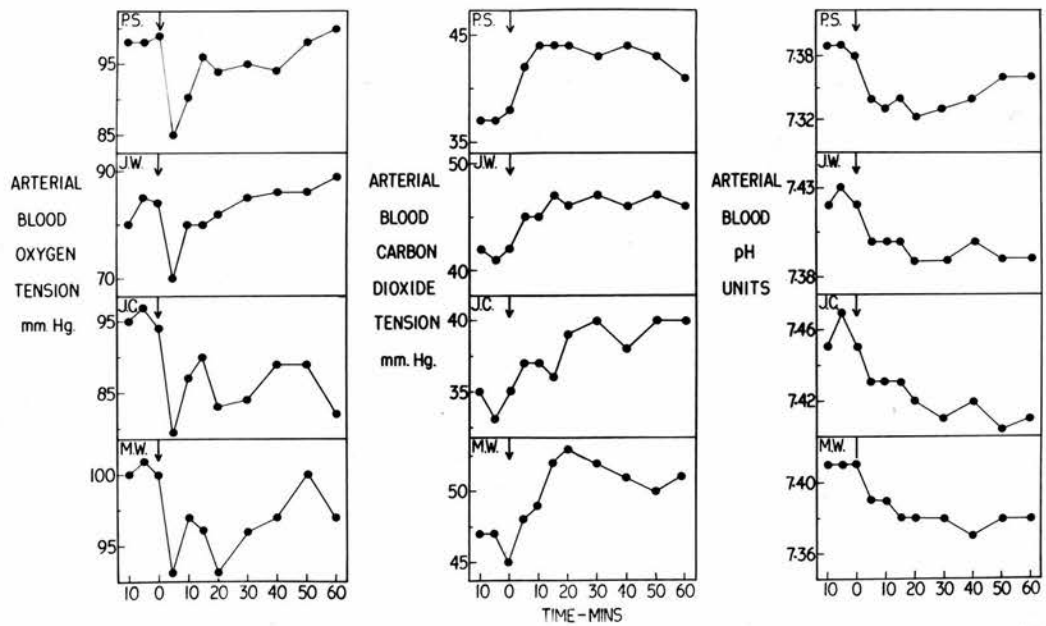 P.S.
95
85
J.W.
90
70
J.C.
95
85
M.W.
100
95
10 0 10 20 30 40 50 60
ARTERIAL
BLOOD
OXYGEN
TENSION
mm. Hg.
P.S.
45
35
J.W.
50
40
J.C.
40
35
30
M.W.
50
45
10 0 10 20 30 40 50 60
TIME-MINS
ARTERIAL
BLOOD
CARBON
DIOXIDE
TENSION
mm. Hg.
P.S.
7·38
7·32
J.W.
7·43
7·38
J.C.
7·46
7·42
M.W.
7·40
7·36
10 0 10 20 30 40 50 60
ARTERIAL
BLOOD
pH
UNITS